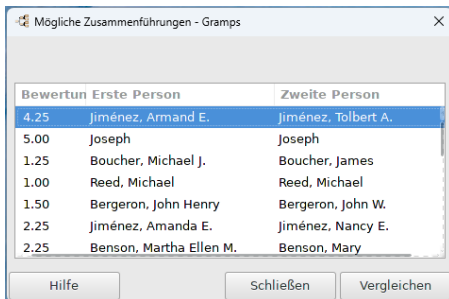 Mögliche Zusammenführungen - Gramps
Bewertun Erste Person Zweite Person
4.25 Jiménez, Armand E. Jiménez, Tolbert A.
5.00 Joseph Joseph
1.25 Boucher, Michael J. Boucher, James
1.00 Reed, Michael Reed, Michael
1.50 Bergeron, John Henry Bergeron, John W.
2.25 Jiménez, Amanda E. Jiménez, Nancy E.
2.25 Benson, Martha Ellen M. Benson, Mary
Hilfe Schließen Vergleichen